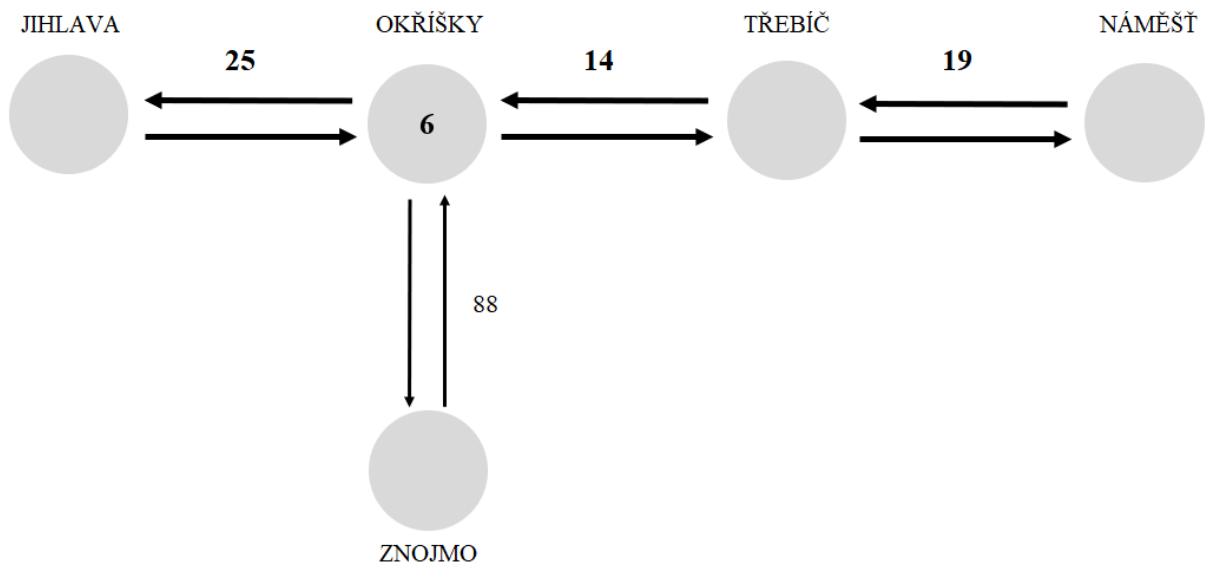 JIHLAVA
OKŘÍŠKY
TŘEBÍČ
NÁMĚŠŤ
25
14
19
6
88
ZNOJMO